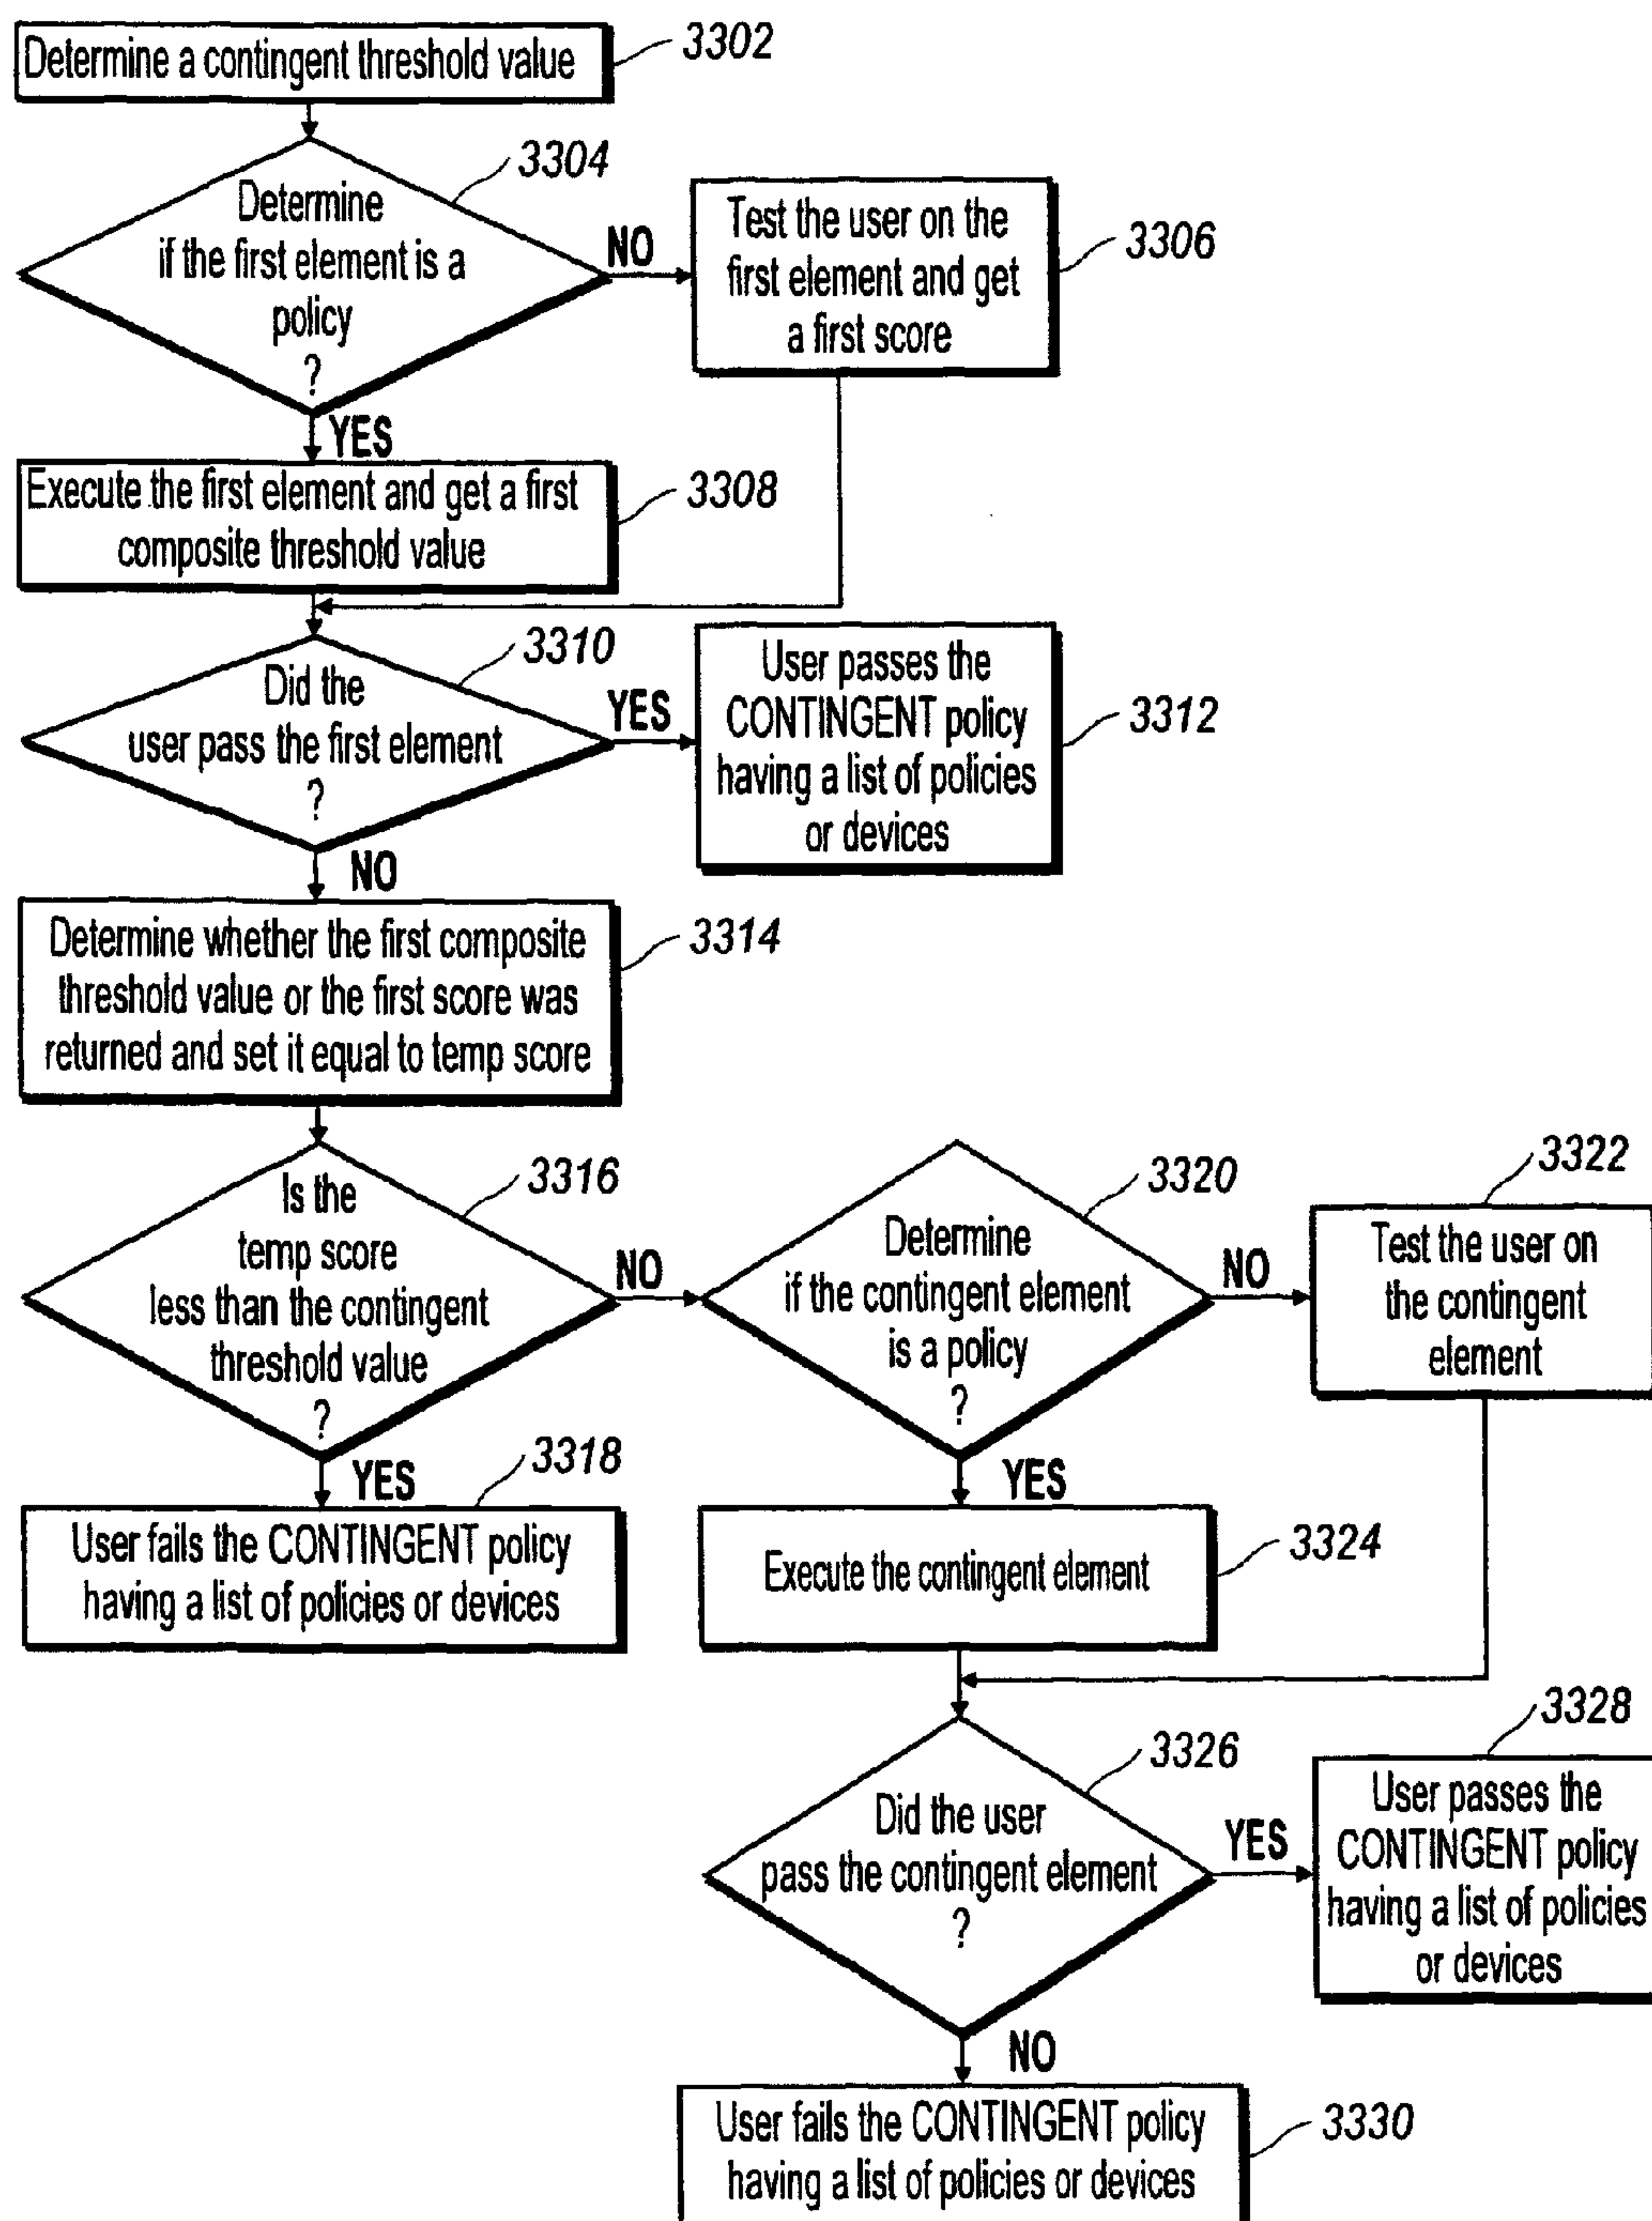 Determine a contingent threshold value
3302
3304
Determine
if the first element is a
policy
?
NO
Test the user on the
first element and get
a first score
3306
YES
Execute the first element and get a first
composite threshold value
3308
3310
Did the
user pass the first element
?
YES
User passes the
CONTINGENT policy
having a list of policies
or devices
3312
NO
Determine whether the first composite
threshold value or the first score was
returned and set it equal to temp score
3314
3316
Is the
temp score
less than the contingent
threshold value
?
NO
3320
Determine
if the contingent element
is a policy
?
NO
3322
Test the user on
the contingent
element
YES
3318
User fails the CONTINGENT policy
having a list of policies or devices
YES
Execute the contingent element
3324
3326
Did the user
pass the contingent element
?
YES
3328
User passes the
CONTINGENT policy
having a list of policies
or devices
NO
User fails the CONTINGENT policy
having a list of policies or devices
3330